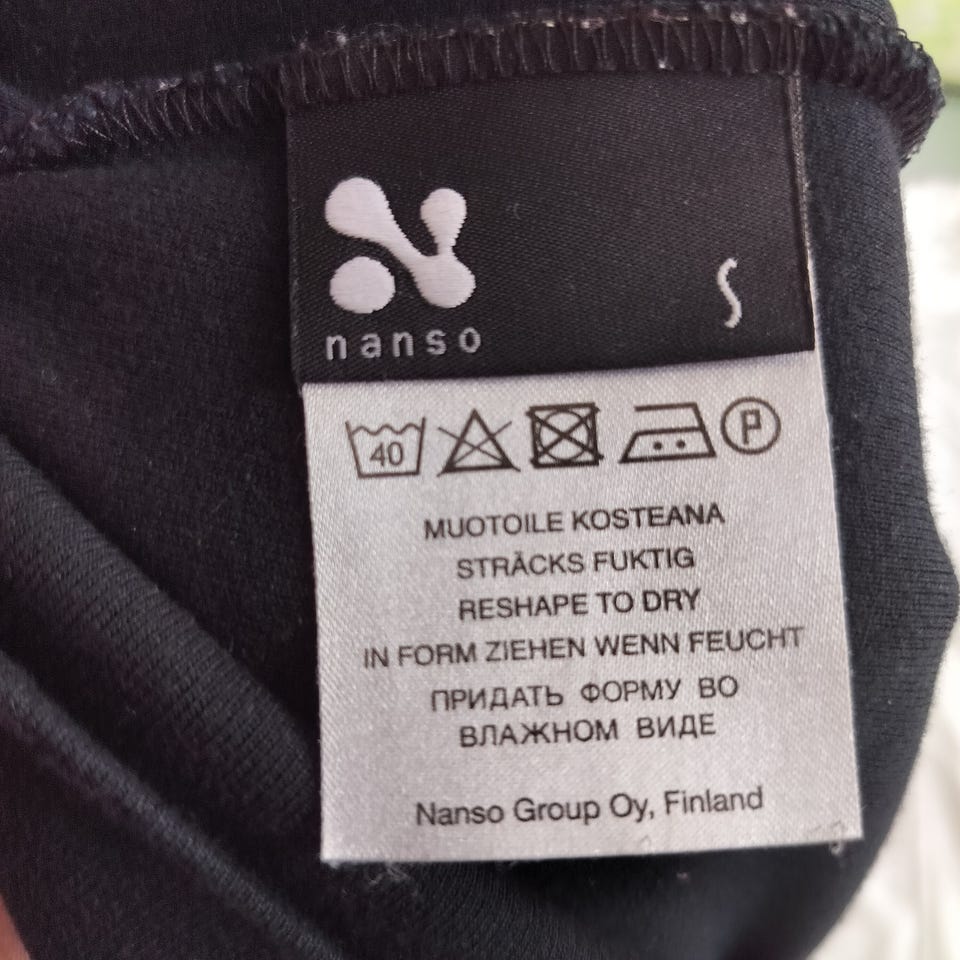 nanso
S
40
P
MUOTOILE KOSTEANA
STRÄCKS FUKTIG
RESHAPE TO DRY
IN FORM ZIEHEN WENN FEUCHT
ПРИДАТЬ ФОРМУ ВО
ВЛАЖНОМ ВИДЕ
Nanso Group Oy, Finland